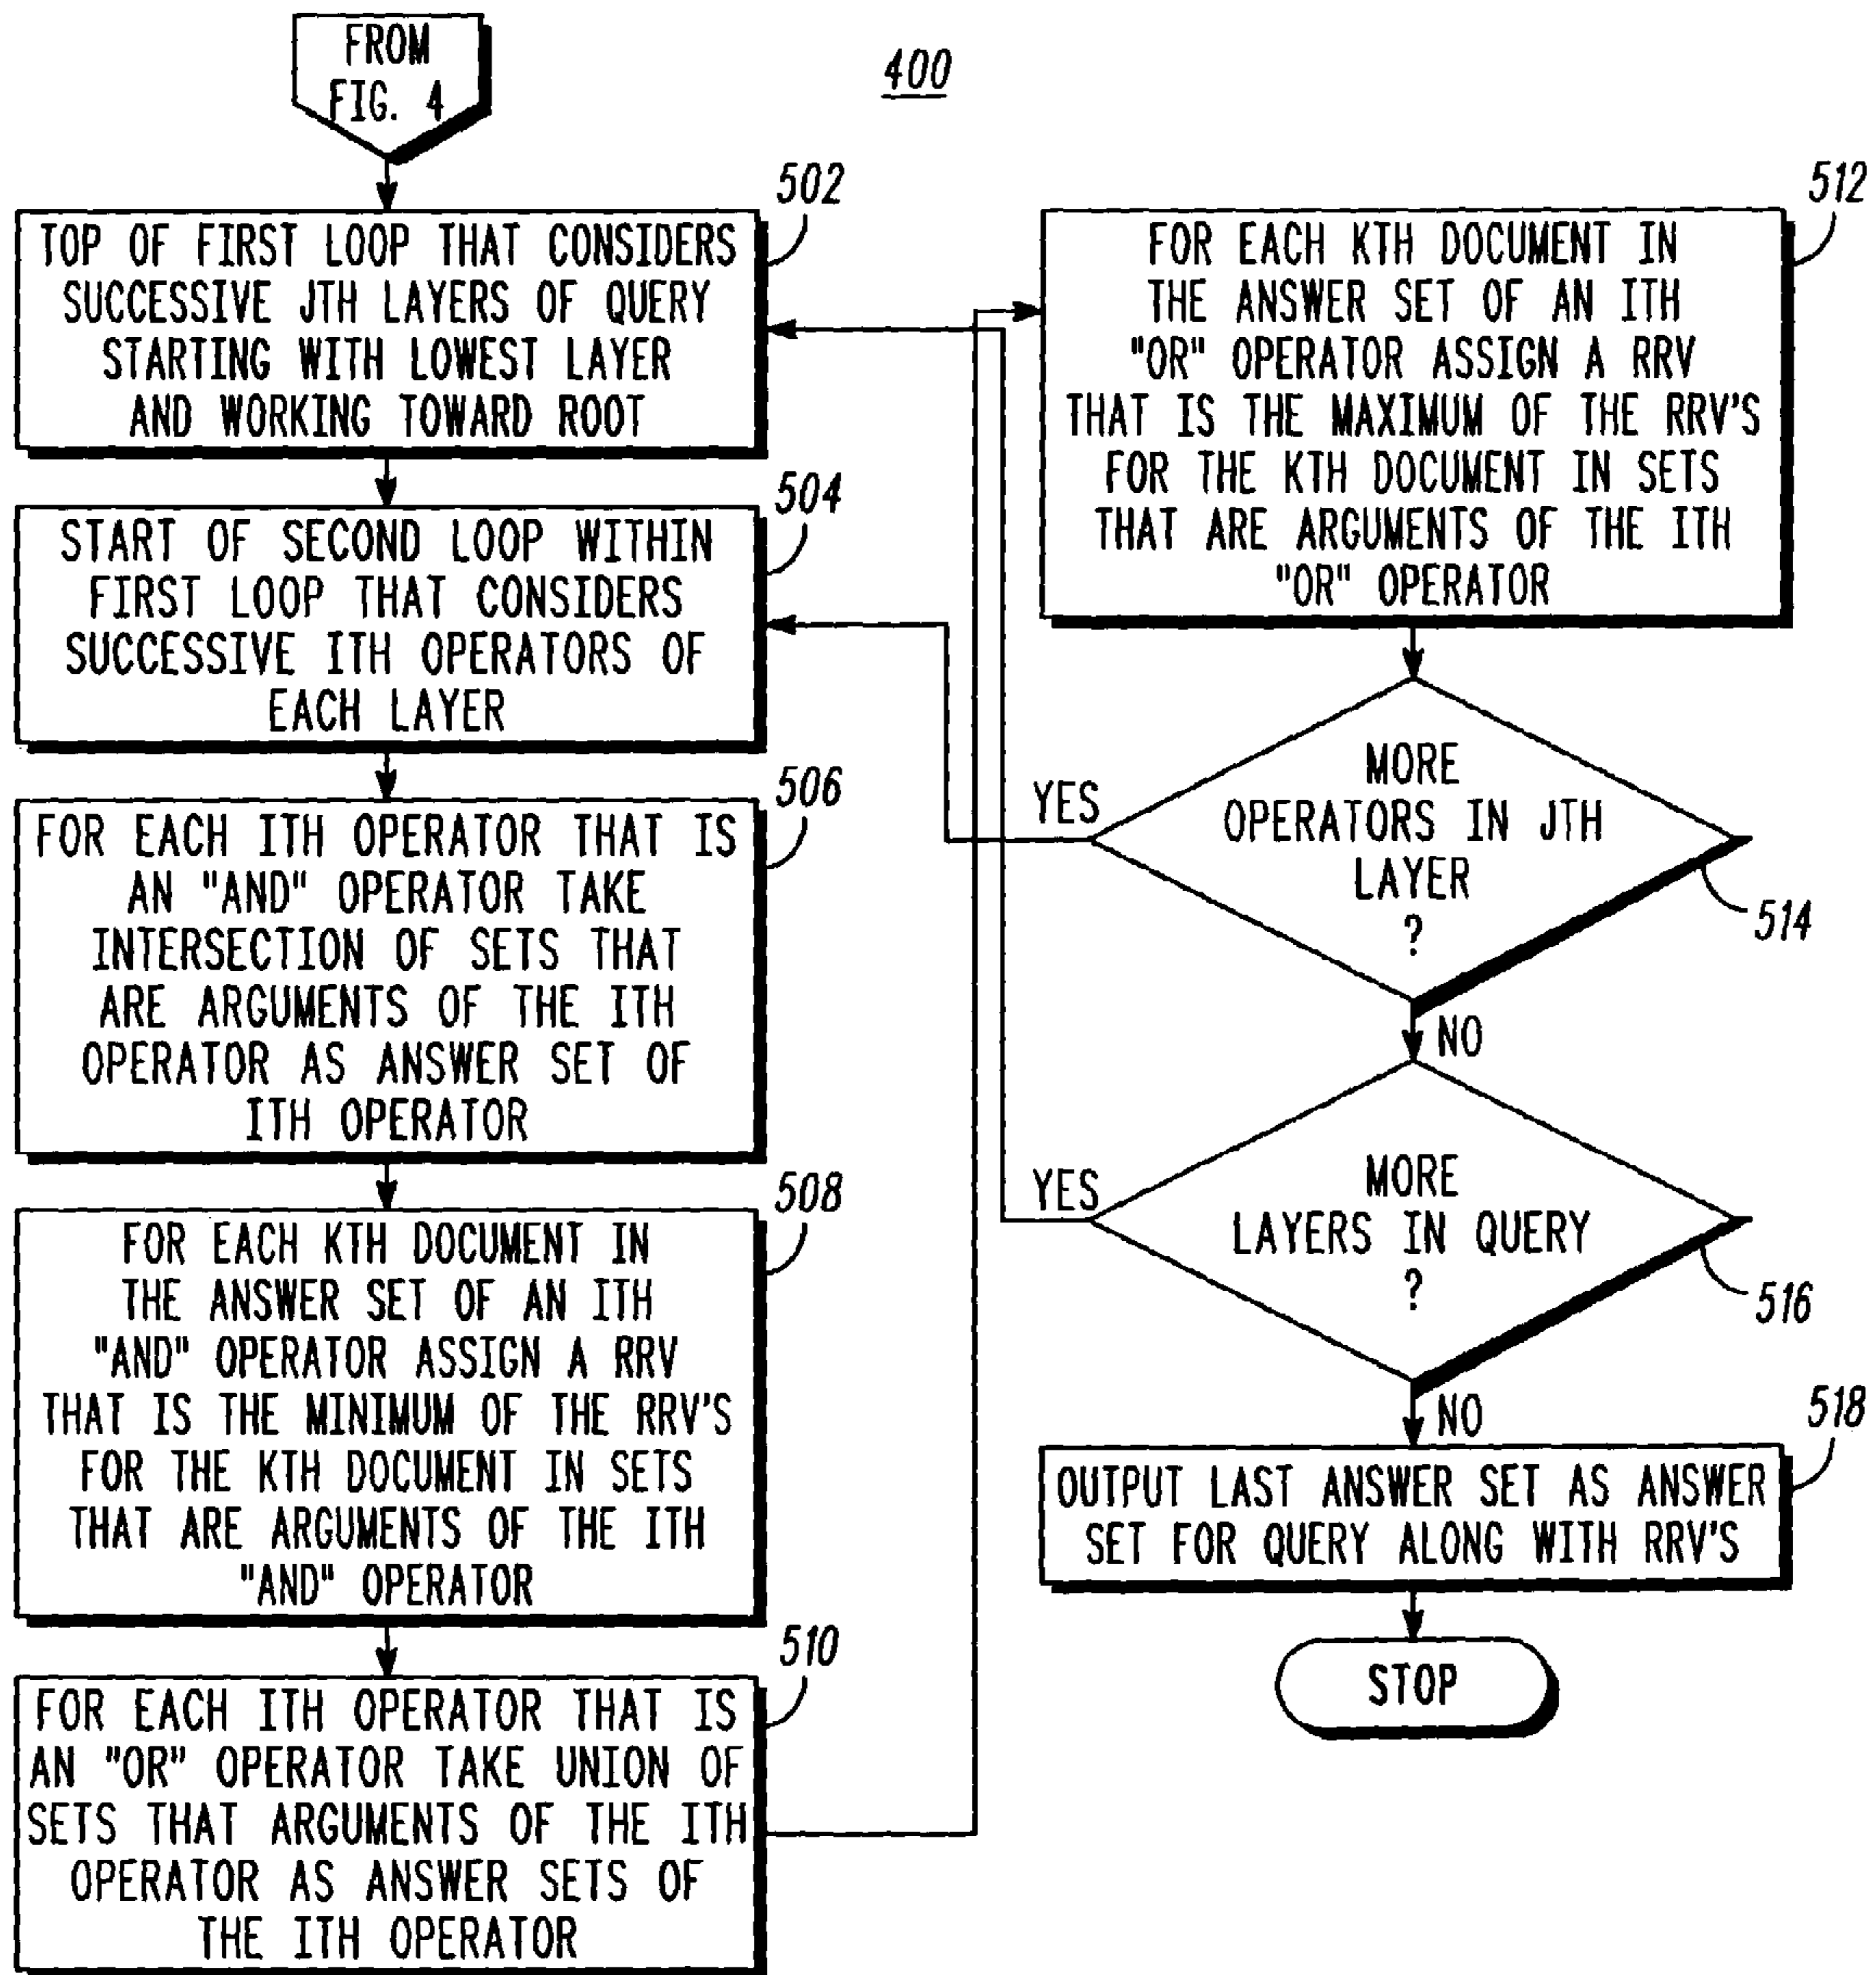 FROM
FIG. 4
400
502
TOP OF FIRST LOOP THAT CONSIDERS
SUCCESSIVE JTH LAYERS OF QUERY
STARTING WITH LOWEST LAYER
AND WORKING TOWARD ROOT
504
START OF SECOND LOOP WITHIN
FIRST LOOP THAT CONSIDERS
SUCCESSIVE ITH OPERATORS OF
EACH LAYER
506
FOR EACH ITH OPERATOR THAT IS
AN "AND" OPERATOR TAKE
INTERSECTION OF SETS THAT
ARE ARGUMENTS OF THE ITH
OPERATOR AS ANSWER SET OF
ITH OPERATOR
508
FOR EACH KTH DOCUMENT IN
THE ANSWER SET OF AN ITH
"AND" OPERATOR ASSIGN A RRV
THAT IS THE MINIMUM OF THE RRV'S
FOR THE KTH DOCUMENT IN SETS
THAT ARE ARGUMENTS OF THE ITH
"AND" OPERATOR
510
FOR EACH ITH OPERATOR THAT IS
AN "OR" OPERATOR TAKE UNION OF
SETS THAT ARGUMENTS OF THE ITH
OPERATOR AS ANSWER SETS OF
THE ITH OPERATOR
512
FOR EACH KTH DOCUMENT IN
THE ANSWER SET OF AN ITH
"OR" OPERATOR ASSIGN A RRV
THAT IS THE MAXIMUM OF THE RRV'S
FOR THE KTH DOCUMENT IN SETS
THAT ARE ARGUMENTS OF THE ITH
"OR" OPERATOR
YES
MORE
OPERATORS IN JTH
LAYER
?
514
NO
YES
MORE
LAYERS IN QUERY
?
516
NO
518
OUTPUT LAST ANSWER SET AS ANSWER
SET FOR QUERY ALONG WITH RRV'S
STOP